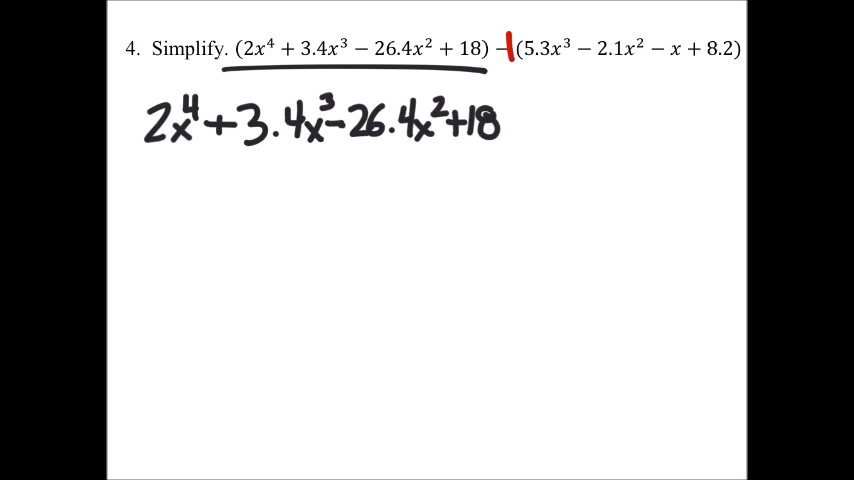 4. Simplify. (2x⁴ + 3.4x³ − 26.4x² + 18) − 1(5.3x³ − 2.1x² − x + 8.2)
2x⁴+3.4x³-26.4x²+18